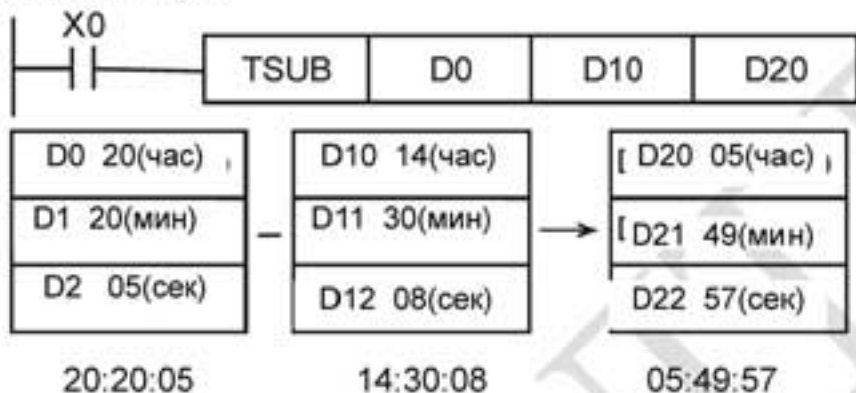 X0
TSUB D0 D10 D20
D0 20(час) D10 14(час) [ D20 05(час)
D1 20(мин) – D11 30(мин) → [ D21 49(мин)
D2 05(сек) D12 08(сек) D22 57(сек)
20:20:05 14:30:08 05:49:57